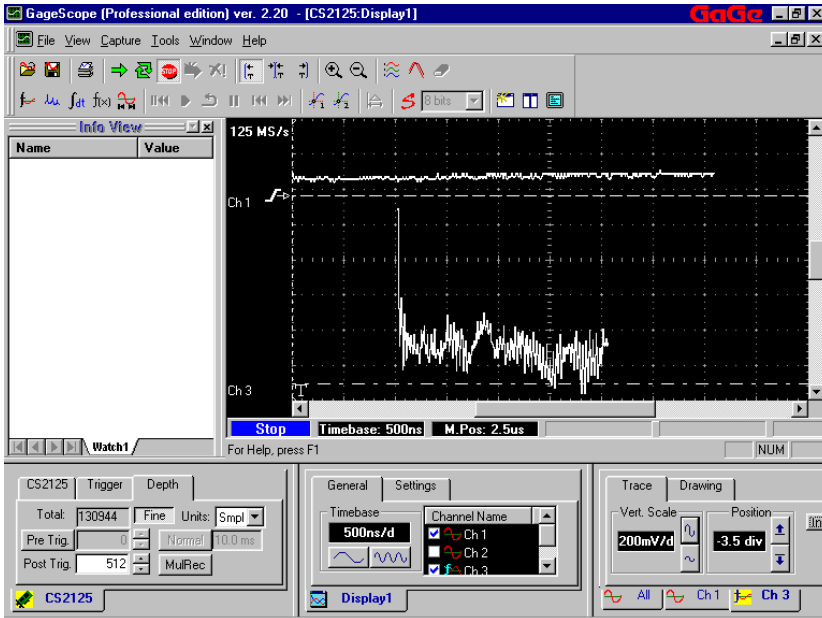 GageScope (Professional edition) ver. 2.20 - [CS2125:Display1]
GaGe
File View Capture Tools Window Help
8 bits
Info View
Name Value
125 MS/s
Ch 1
Ch 3
T
Stop Timebase: 500ns M.Pos: 2.5us
Watch1
For Help, press F1
NUM
CS2125 Trigger Depth
Total: 130944 Fine Units: Smpl
Pre Trig. 0 Normal 10.0 ms
Post Trig. 512 MulRec
CS2125
General Settings
Timebase
500ns/d
Channel Name
Ch 1
Ch 2
Ch 3
Display1
Trace Drawing
Vert. Scale Position
200mV/d -3.5 div
All Ch 1 Ch 3